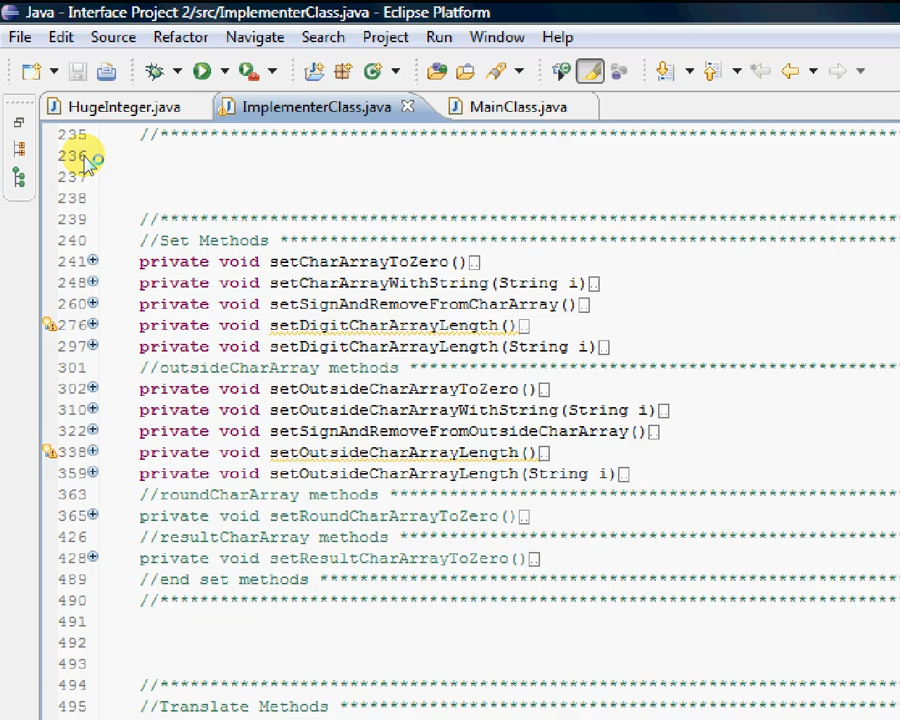 Java - Interface Project 2/src/ImplementerClass.java - Eclipse Platform
File Edit Source Refactor Navigate Search Project Run Window Help
HugeInteger.java ImplementerClass.java MainClass.java
235 //**************************************************************************
236
237
238
239 //**************************************************************************
240 //Set Methods **************************************************************
241 private void setCharArrayToZero()
248 private void setCharArrayWithString(String i)
260 private void setSignAndRemoveFromCharArray()
276 private void setDigitCharArrayLength()
297 private void setDigitCharArrayLength(String i)
301 //outsideCharArray methods *************************************************
302 private void setOutsideCharArrayToZero()
310 private void setOutsideCharArrayWithString(String i)
322 private void setSignAndRemoveFromOutsideCharArray()
338 private void setOutsideCharArrayLength()
359 private void setOutsideCharArrayLength(String i)
363 //roundCharArray methods ***************************************************
365 private void setRoundCharArrayToZero()
426 //resultCharArray methods **************************************************
428 private void setResultCharArrayToZero()
489 //end set methods **********************************************************
490 //**************************************************************************
491
492
493
494 //**************************************************************************
495 //Translate Methods ********************************************************